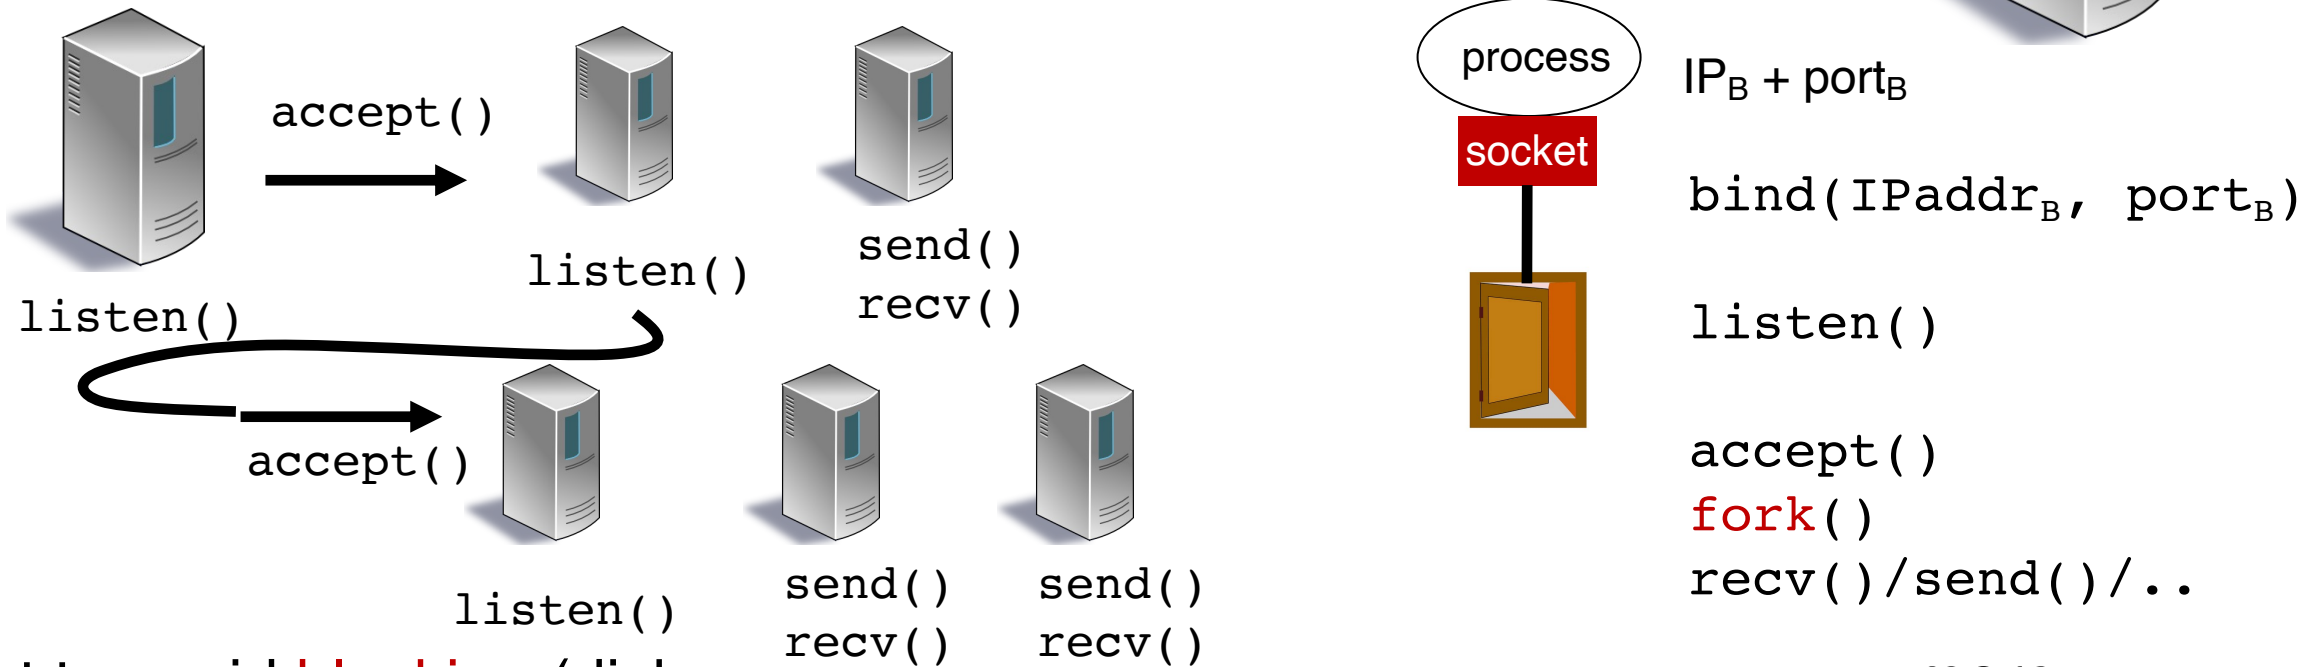 accept()
listen()
listen()
send()
recv()
accept()
listen()
send()
recv()
send()
recv()
process
socket
IPB + portB
bind(IPaddrB, portB)
listen()
accept()
fork()
recv()/send()/..